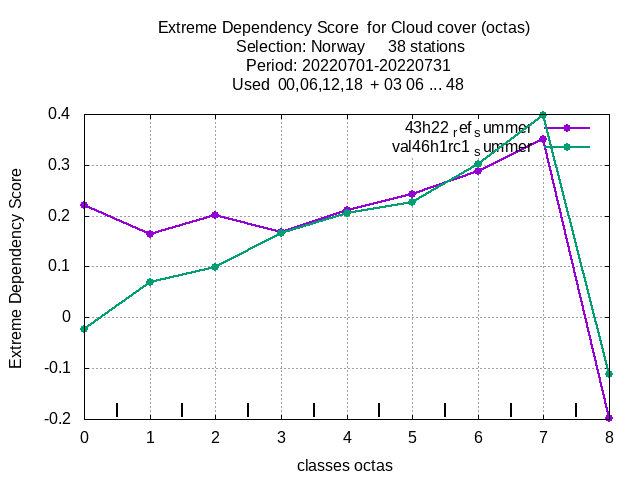 Extreme Dependency Score  for Cloud cover (octas)
Selection: Norway     38 stations
Period: 20220701-20220731
Used  00,06,12,18  + 03 06 ... 48
43h22_ref_summer
val46h1rc1_summer
Extreme Dependency Score
0.4
0.3
0.2
0.1
0
-0.1
-0.2
0 1 2 3 4 5 6 7 8
classes octas